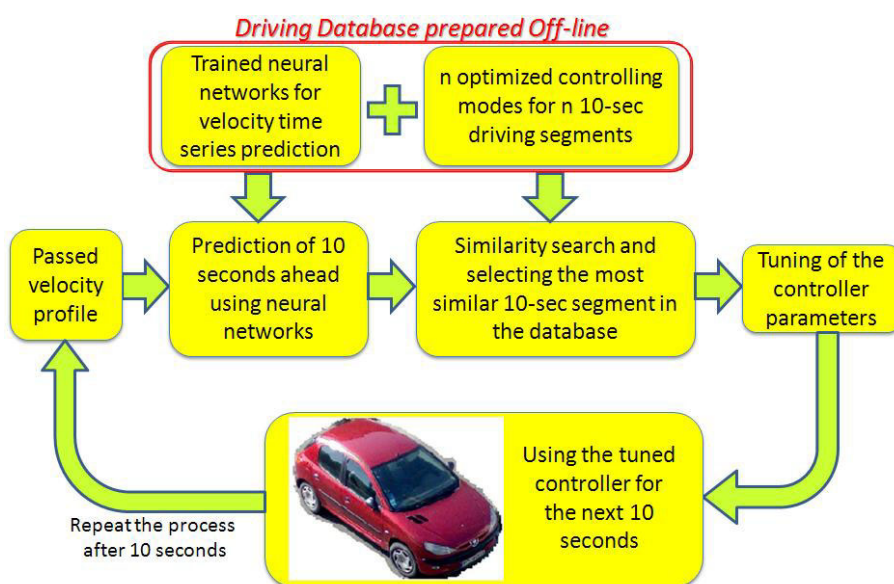 Driving Database prepared Off-line
Trained neural
networks for
velocity time
series prediction
n optimized controlling
modes for n 10-sec
driving segments
Passed
velocity
profile
Prediction of 10
seconds ahead
using neural
networks
Similarity search and
selecting the most
similar 10-sec segment in
the database
Tuning of the
controller
parameters
Using the tuned
controller for
the next 10
seconds
Repeat the process
after 10 seconds